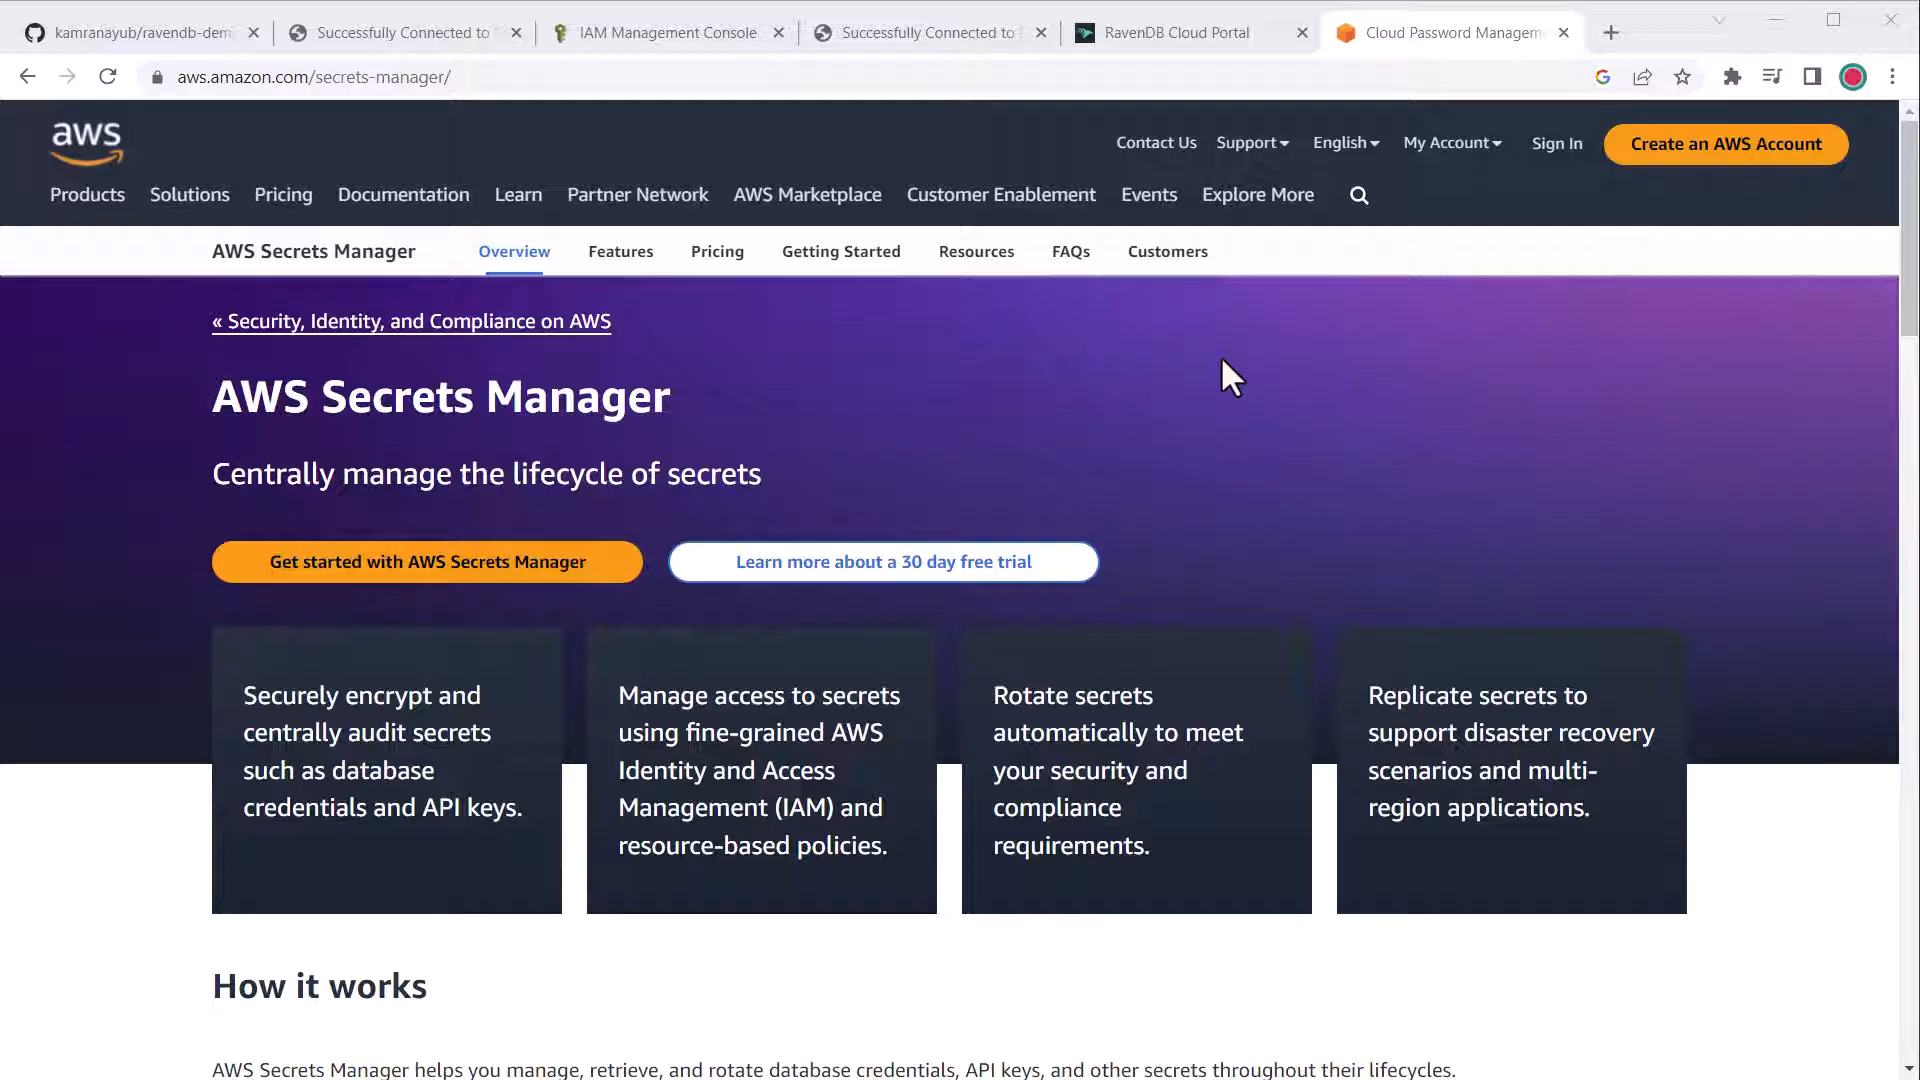 kamranayub/ravendb-dem
Successfully Connected to
IAM Management Console
Successfully Connected to
RavenDB Cloud Portal
Cloud Password Managem
aws.amazon.com/secrets-manager/
aws
Contact Us
Support
English
My Account
Sign In
Create an AWS Account
Products
Solutions
Pricing
Documentation
Learn
Partner Network
AWS Marketplace
Customer Enablement
Events
Explore More
AWS Secrets Manager
Overview
Features
Pricing
Getting Started
Resources
FAQs
Customers
« Security, Identity, and Compliance on AWS
AWS Secrets Manager
Centrally manage the lifecycle of secrets
Get started with AWS Secrets Manager
Learn more about a 30 day free trial
Securely encrypt and
centrally audit secrets
such as database
credentials and API keys.
Manage access to secrets
using fine-grained AWS
Identity and Access
Management (IAM) and
resource-based policies.
Rotate secrets
automatically to meet
your security and
compliance
requirements.
Replicate secrets to
support disaster recovery
scenarios and multi-
region applications.
How it works
AWS Secrets Manager helps you manage, retrieve, and rotate database credentials, API keys, and other secrets throughout their lifecycles.